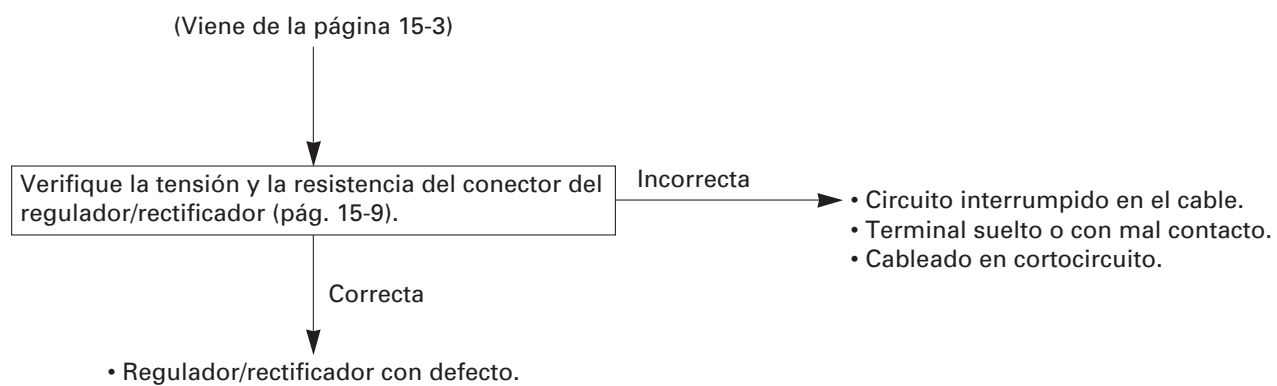 (Viene de la página 15-3)
Verifique la tensión y la resistencia del conector del
regulador/rectificador (pág. 15-9).
Incorrecta
• Circuito interrumpido en el cable.
• Terminal suelto o con mal contacto.
• Cableado en cortocircuito.
Correcta
• Regulador/rectificador con defecto.